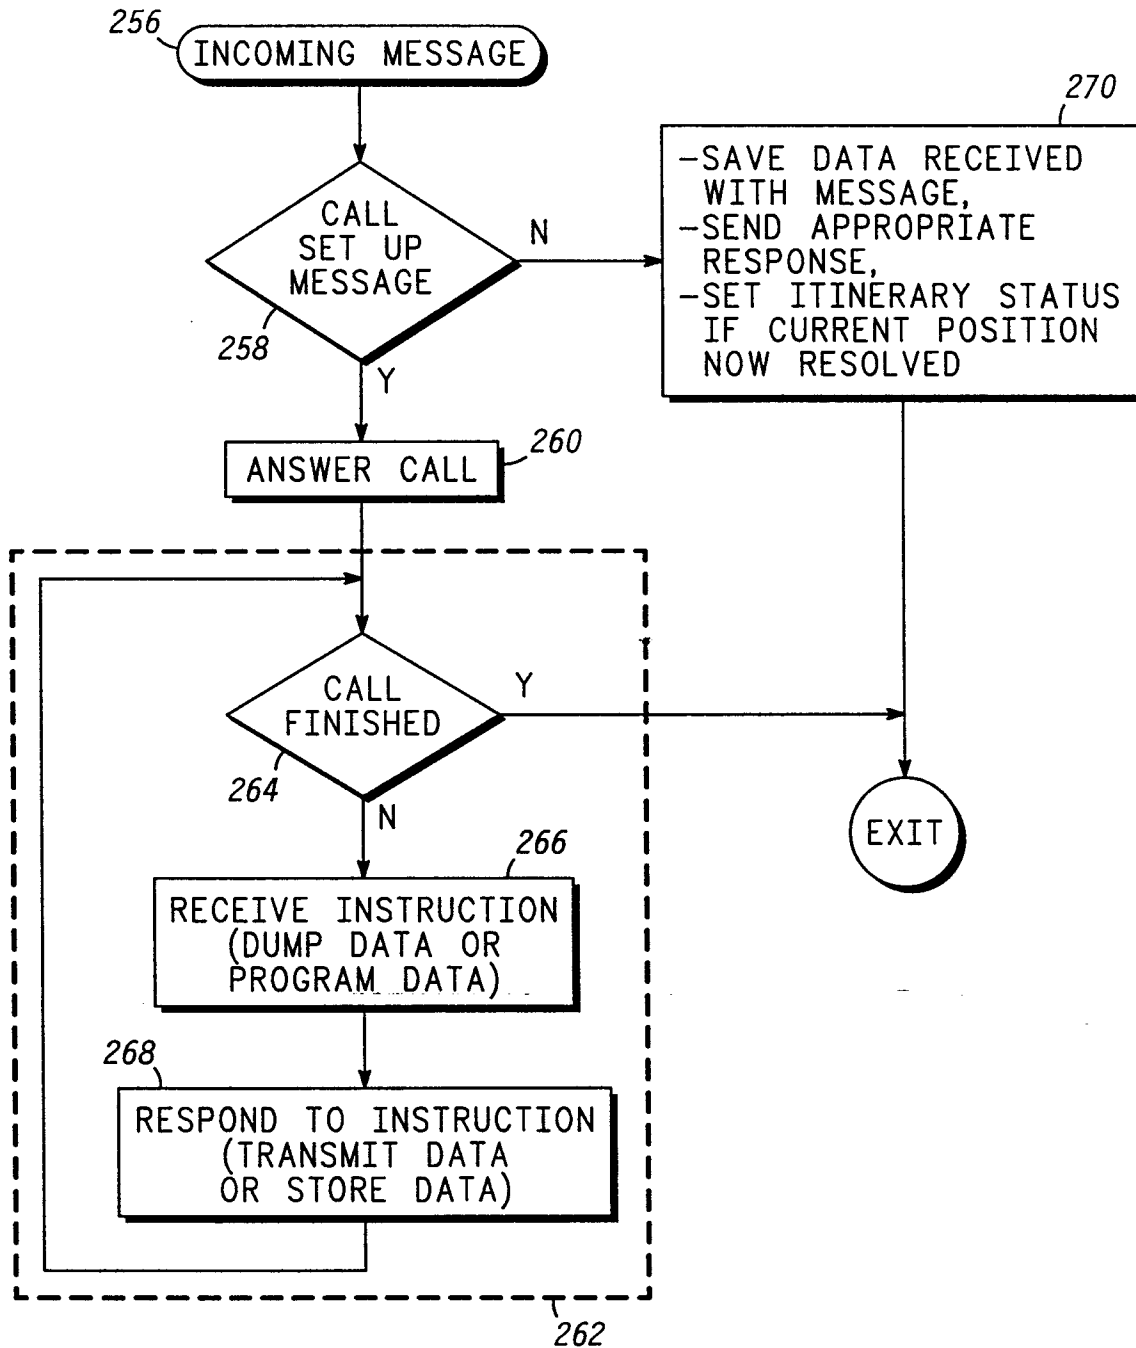 256
INCOMING MESSAGE
270
-SAVE DATA RECEIVED
WITH MESSAGE,
-SEND APPROPRIATE
RESPONSE,
-SET ITINERARY STATUS
IF CURRENT POSITION
NOW RESOLVED
CALL
SET UP
MESSAGE
N
258
Y
260
ANSWER CALL
CALL
FINISHED
Y
264
N
EXIT
266
RECEIVE INSTRUCTION
(DUMP DATA OR
PROGRAM DATA)
268
RESPOND TO INSTRUCTION
(TRANSMIT DATA
OR STORE DATA)
262